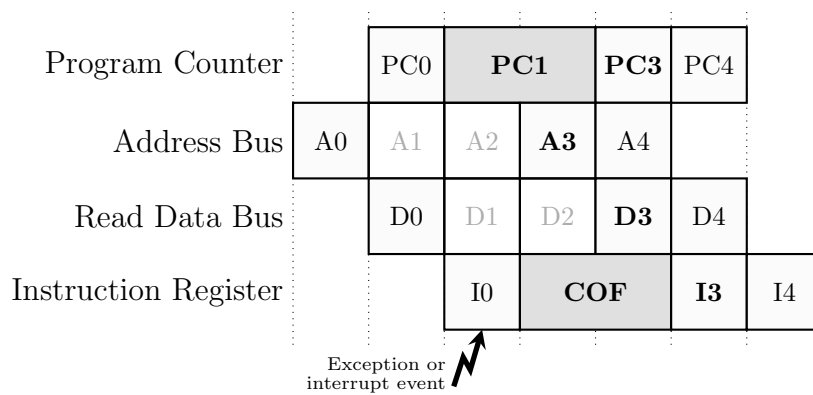 Program Counter PC0 PC1 PC3 PC4
Address Bus A0 A1 A2 A3 A4
Read Data Bus D0 D1 D2 D3 D4
Instruction Register I0 COF I3 I4
Exception or
interrupt event